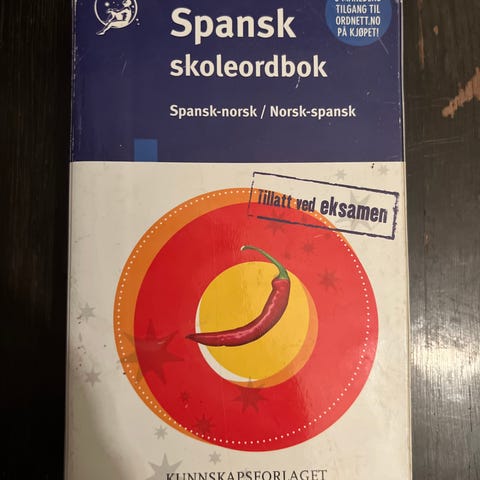 TILGANG TIL
ORDNETT.NO
PÅ KJØPET!
Spansk
skoleordbok
Spansk-norsk / Norsk-spansk
Tillatt ved eksamen
KUNNSKAPSFORLAGET